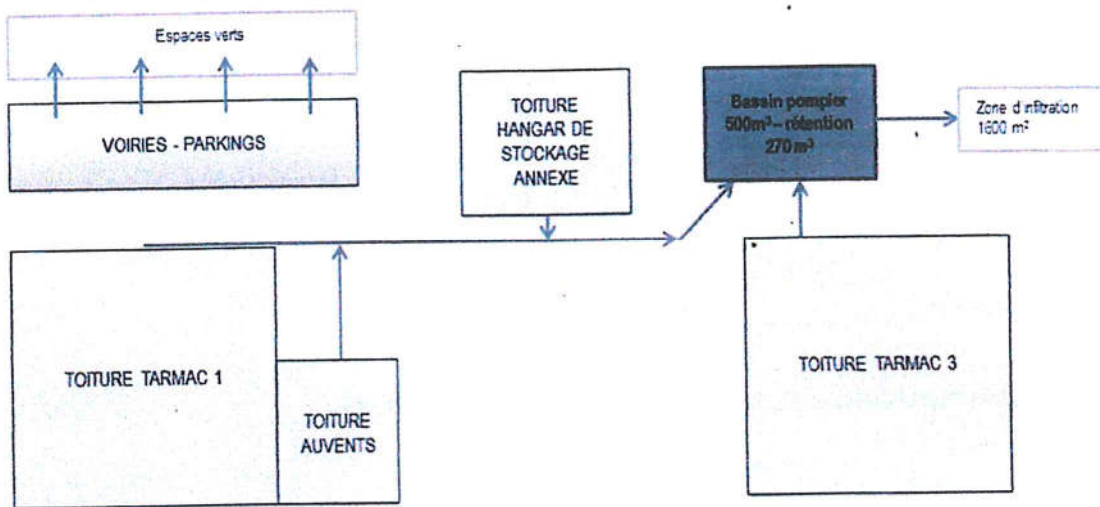 Espaces verts
VOIRIES - PARKINGS
TOITURE
HANGAR DE
STOCKAGE
ANNEXE
Bassin pompier
500m³ – rétention
270 m³
Zone d'infiltration
1600 m²
TOITURE TARMAC 1
TOITURE
AUVENTS
TOITURE TARMAC 3